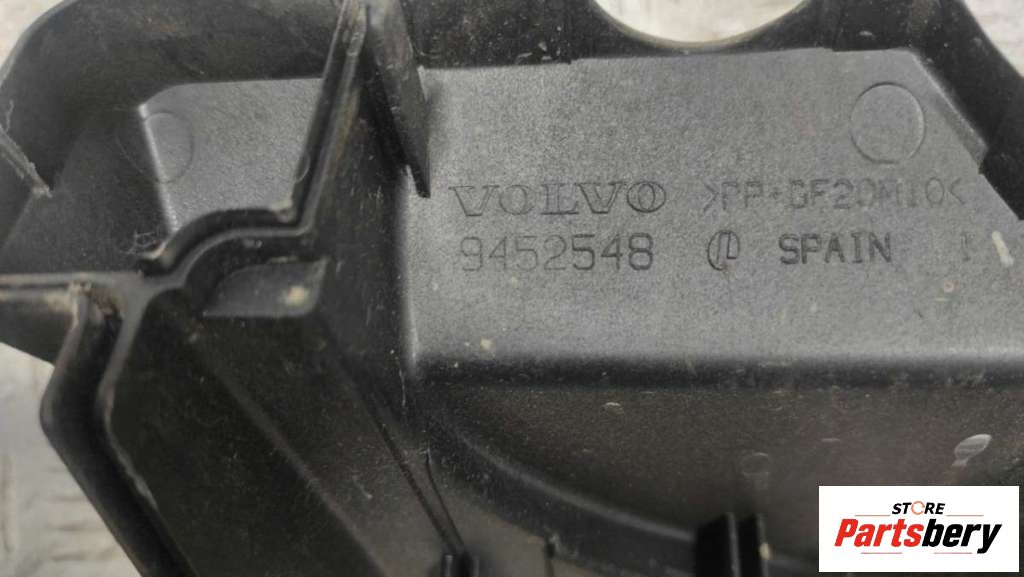 VOLVO >PP+GF20M10<
9452548 SPAIN
STORE
Partsbery